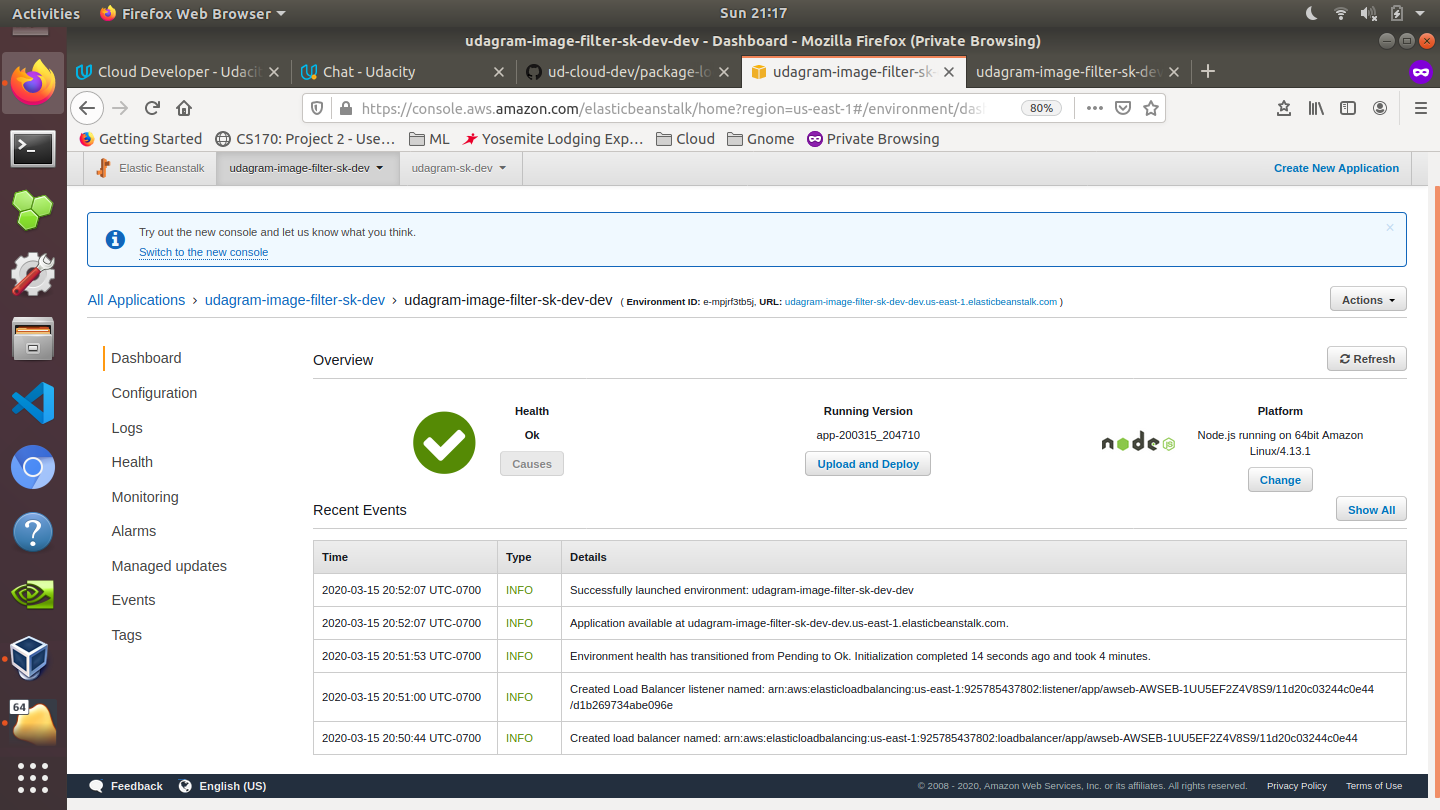 Activities
Firefox Web Browser
Sun 21:17
udagram-image-filter-sk-dev-dev - Dashboard - Mozilla Firefox (Private Browsing)
Cloud Developer - Udaci
Chat - Udacity
ud-cloud-dev/package-lo
udagram-image-filter-sk-
udagram-image-filter-sk-dev
https://console.aws.amazon.com/elasticbeanstalk/home?region=us-east-1#/environment/das
80%
Getting Started
CS170: Project 2 - Use…
ML
Yosemite Lodging Exp…
Cloud
Gnome
Private Browsing
Elastic Beanstalk
udagram-image-filter-sk-dev
udagram-sk-dev
Create New Application
Try out the new console and let us know what you think.
Switch to the new console
All Applications › udagram-image-filter-sk-dev › udagram-image-filter-sk-dev-dev ( Environment ID: e-mpjrf3tb5j, URL: udagram-image-filter-sk-dev-dev.us-east-1.elasticbeanstalk.com )
Actions
Dashboard
Configuration
Logs
Health
Monitoring
Alarms
Managed updates
Events
Tags
Overview
Refresh
Health
Ok
Causes
Running Version
app-200315_204710
Upload and Deploy
node
JS
Platform
Node.js running on 64bit Amazon
Linux/4.13.1
Change
Recent Events
Show All
Time Type Details
2020-03-15 20:52:07 UTC-0700 INFO Successfully launched environment: udagram-image-filter-sk-dev-dev
2020-03-15 20:52:07 UTC-0700 INFO Application available at udagram-image-filter-sk-dev-dev.us-east-1.elasticbeanstalk.com.
2020-03-15 20:51:53 UTC-0700 INFO Environment health has transitioned from Pending to Ok. Initialization completed 14 seconds ago and took 4 minutes.
2020-03-15 20:51:00 UTC-0700 INFO Created Load Balancer listener named: arn:aws:elasticloadbalancing:us-east-1:925785437802:listener/app/awseb-AWSEB-1UU5EF2Z4V8S9/11d20c03244c0e44
/d1b269734abe096e
2020-03-15 20:50:44 UTC-0700 INFO Created load balancer named: arn:aws:elasticloadbalancing:us-east-1:925785437802:loadbalancer/app/awseb-AWSEB-1UU5EF2Z4V8S9/11d20c03244c0e44
64
Feedback
English (US)
© 2008 - 2020, Amazon Web Services, Inc. or its affiliates. All rights reserved.
Privacy Policy
Terms of Use